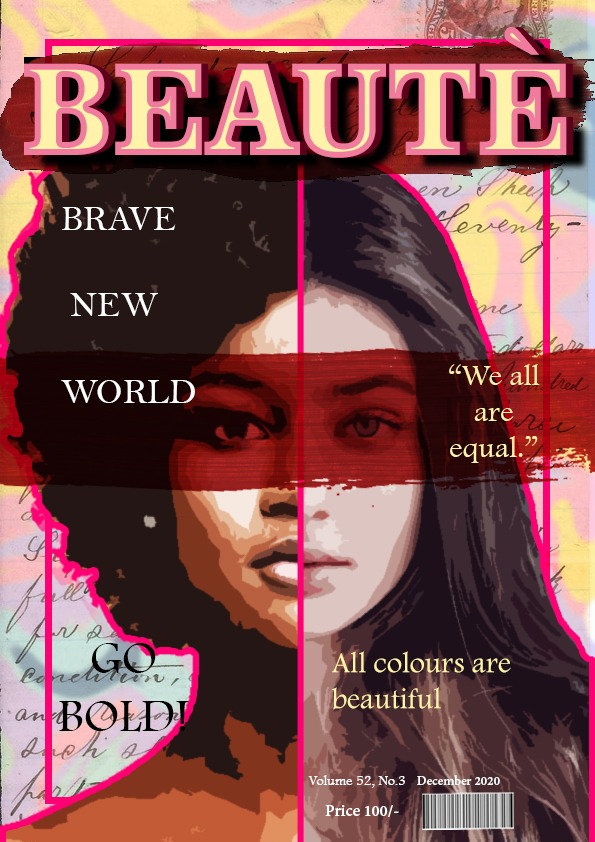 BEAUTÈ
BRAVE
NEW
WORLD
“We all
are
equal.”
GO
BOLD!
All colours are
beautiful
Volume 52, No.3 December 2020
Price 100/-